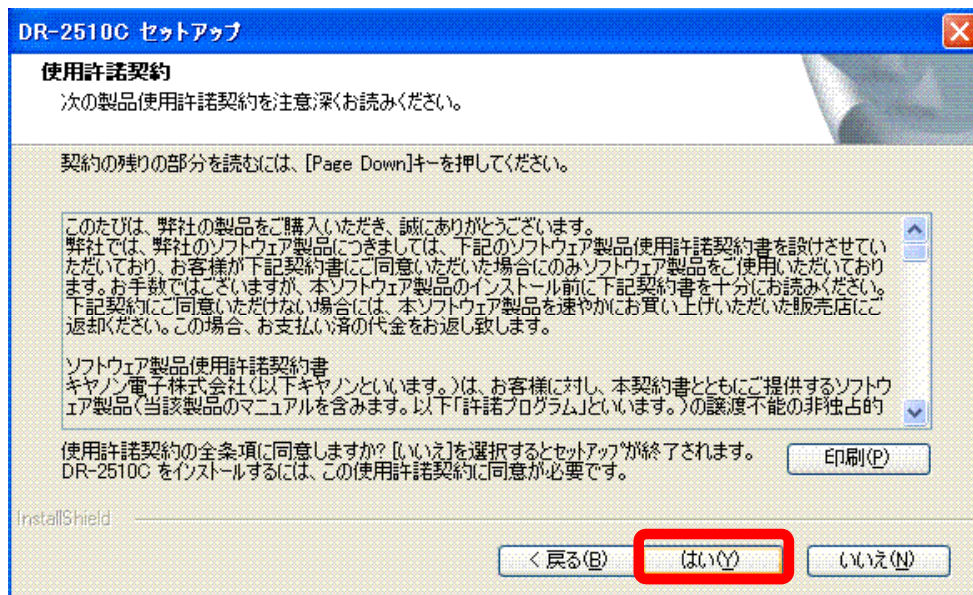 DR-2510C セットアップ
使用許諾契約
次の製品使用許諾契約を注意深くお読みください。
契約の残りの部分を読むには、[Page Down]キーを押してください。
このたびは、弊社の製品をご購入いただき、誠にありがとうございます。
弊社では、弊社のソフトウェア製品につきましては、下記のソフトウェア製品使用許諾契約書を設けさせてい
ただいており、お客様が下記契約書にご同意いただいた場合にのみソフトウェア製品をご使用いただいており
ます。お手数ではございますが、本ソフトウェア製品のインストール前に下記契約書を十分にお読みください。
下記契約にご同意いただけない場合には、本ソフトウェア製品を速やかにお買い上げいただいた販売店にご
返却ください。この場合、お支払い済の代金をお返し致します。
ソフトウェア製品使用許諾契約書
キヤノン電子株式会社(以下キヤノンといいます。)は、お客様に対し、本契約書とともにご提供するソフトウ
ェア製品(当該製品のマニュアルを含みます。以下「許諾プログラム」といいます。)の譲渡不能の非独占的
使用許諾契約の全条項に同意しますか? [いいえ]を選択するとセットアップが終了されます。
DR-2510C をインストールするには、この使用許諾契約に同意が必要です。
印刷(P)
InstallShield
< 戻る(B)
はい(Y)
いいえ(N)